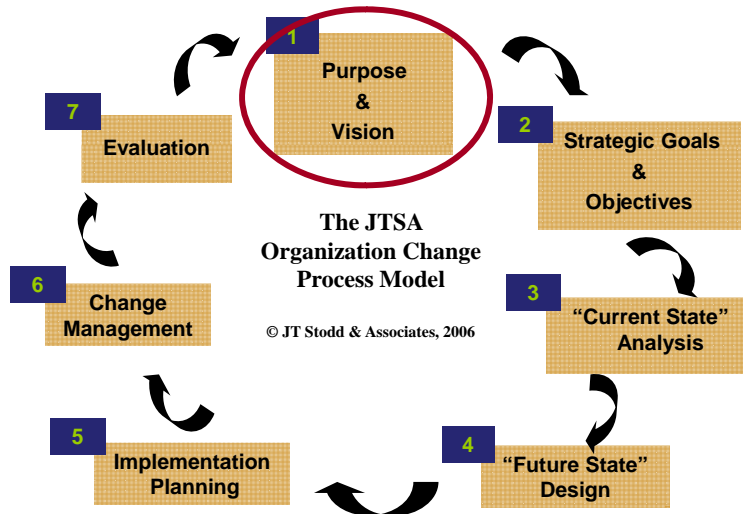 1
Purpose
&
Vision
2
Strategic Goals
&
Objectives
3
“Current State”
Analysis
4
“Future State”
Design
5
Implementation
Planning
6
Change
Management
7
Evaluation
The JTSA
Organization Change
Process Model
© JT Stodd & Associates, 2006